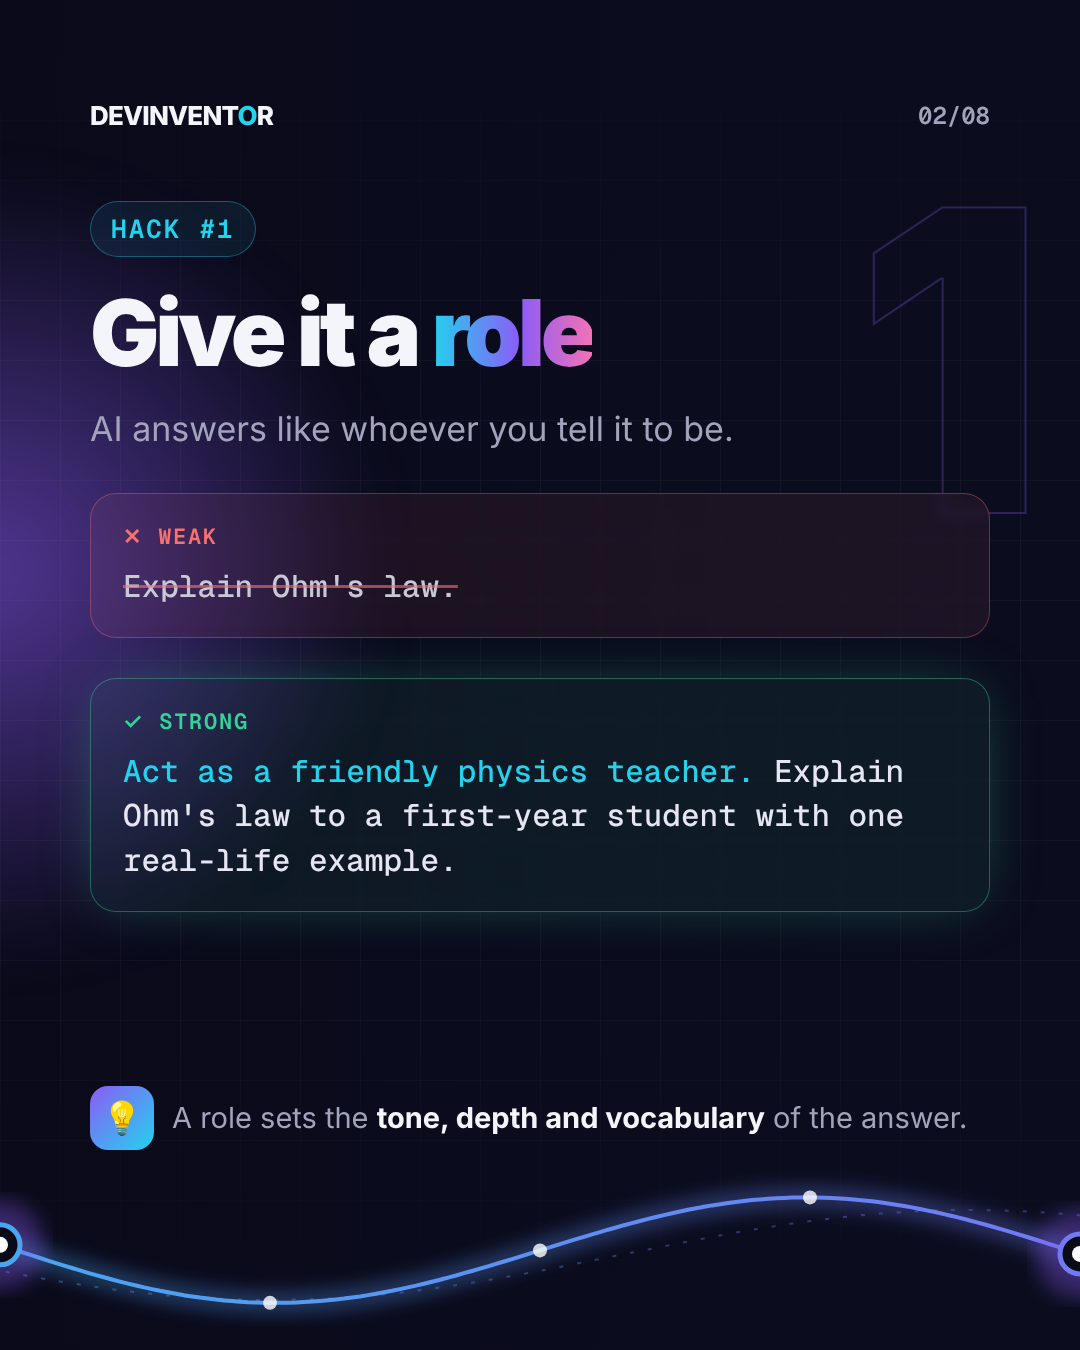 DEVINVENTOR
02/08
HACK #1
1
Give it a role
AI answers like whoever you tell it to be.
✕ WEAK
Explain Ohm's law.
✓ STRONG
Act as a friendly physics teacher. Explain
Ohm's law to a first-year student with one
real-life example.
💡 A role sets the tone, depth and vocabulary of the answer.